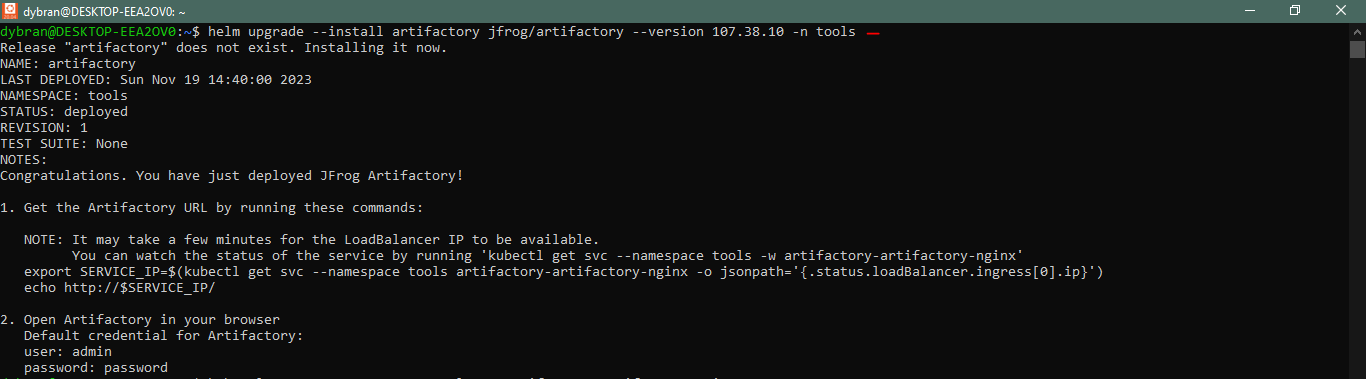 dybran@DESKTOP-EEA2OV0: ~
dybran@DESKTOP-EEA2OV0:~$ helm upgrade --install artifactory jfrog/artifactory --version 107.38.10 -n tools
Release "artifactory" does not exist. Installing it now.
NAME: artifactory
LAST DEPLOYED: Sun Nov 19 14:40:00 2023
NAMESPACE: tools
STATUS: deployed
REVISION: 1
TEST SUITE: None
NOTES:
Congratulations. You have just deployed JFrog Artifactory!
1. Get the Artifactory URL by running these commands:
NOTE: It may take a few minutes for the LoadBalancer IP to be available.
You can watch the status of the service by running 'kubectl get svc --namespace tools -w artifactory-artifactory-nginx'
export SERVICE_IP=$(kubectl get svc --namespace tools artifactory-artifactory-nginx -o jsonpath='{.status.loadBalancer.ingress[0].ip}')
echo http://$SERVICE_IP/
2. Open Artifactory in your browser
Default credential for Artifactory:
user: admin
password: password